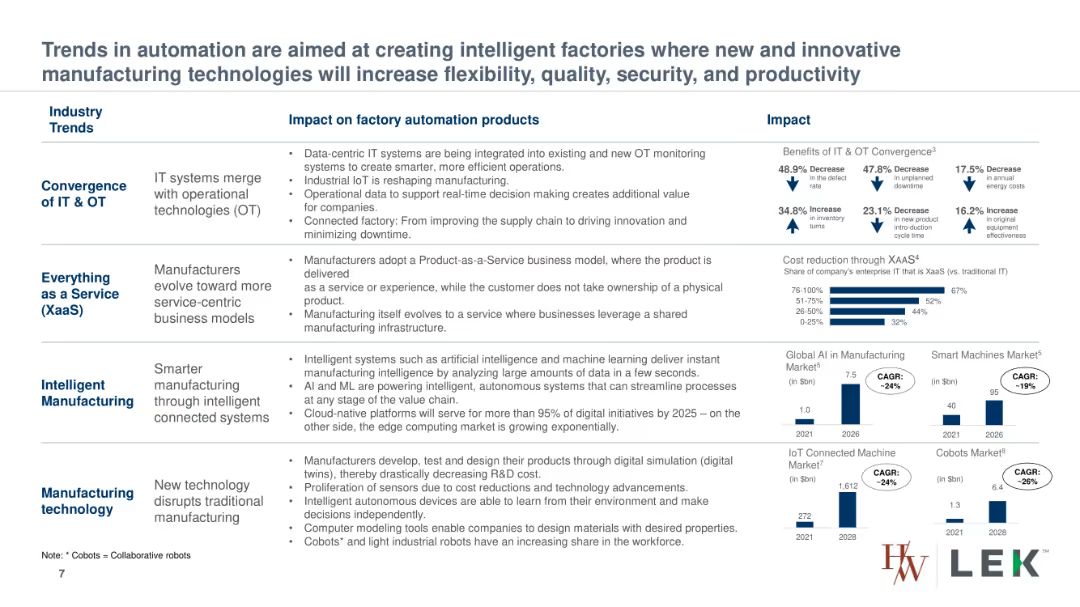 Trends in automation are aimed at creating intelligent factories where new and innovative
manufacturing technologies will increase flexibility, quality, security, and productivity
Industry
Trends
Impact on factory automation products
Impact
Convergence
of IT & OT
IT systems merge
with operational
technologies (OT)
• Data-centric IT systems are being integrated into existing and new OT monitoring
systems to create smarter, more efficient operations.
• Industrial IoT is reshaping manufacturing.
• Operational data to support real-time decision making creates additional value
for companies.
• Connected factory: From improving the supply chain to driving innovation and
minimizing downtime.
Benefits of IT & OT Convergence3
48.9% Decrease
in the defect
rate
47.8% Decrease
in unplanned
downtime
17.5% Decrease
in annual
energy costs
34.8% Increase
in inventory
turns
23.1% Decrease
in new product
intro-duction
cycle time
16.2% Increase
in original
equipment
effectiveness
Everything
as a Service
(XaaS)
Manufacturers
evolve toward more
service-centric
business models
• Manufacturers adopt a Product-as-a-Service business model, where the product is
delivered
as a service or experience, while the customer does not take ownership of a physical
product.
• Manufacturing itself evolves to a service where businesses leverage a shared
manufacturing infrastructure.
Cost reduction through XAAS4
Share of company's enterprise IT that is XaaS (vs. traditional IT)
76-100% 67%
51-75% 52%
26-50% 44%
0-25% 32%
Intelligent
Manufacturing
Smarter
manufacturing
through intelligent
connected systems
• Intelligent systems such as artificial intelligence and machine learning deliver instant
manufacturing intelligence by analyzing large amounts of data in a few seconds.
• AI and ML are powering intelligent, autonomous systems that can streamline processes
at any stage of the value chain.
• Cloud-native platforms will serve for more than 95% of digital initiatives by 2025 – on the
other side, the edge computing market is growing exponentially.
Global AI in Manufacturing
Market5
(in $bn)
7.5
CAGR:
~24%
1.0
2021 2026
Smart Machines Market5
(in $bn)
CAGR:
~19%
95
40
2021 2026
Manufacturing
technology
New technology
disrupts traditional
manufacturing
• Manufacturers develop, test and design their products through digital simulation (digital
twins), thereby drastically decreasing R&D cost.
• Proliferation of sensors due to cost reductions and technology advancements.
• Intelligent autonomous devices are able to learn from their environment and make
decisions independently.
• Computer modeling tools enable companies to design materials with desired properties.
• Cobots* and light industrial robots have an increasing share in the workforce.
IoT Connected Machine
Market7
(in $bn)
CAGR:
~24%
1,612
272
2021 2028
Cobots Market8
(in $bn)
CAGR:
~26%
6.4
1.3
2021 2028
Note: * Cobots = Collaborative robots
7
HW
LEK™